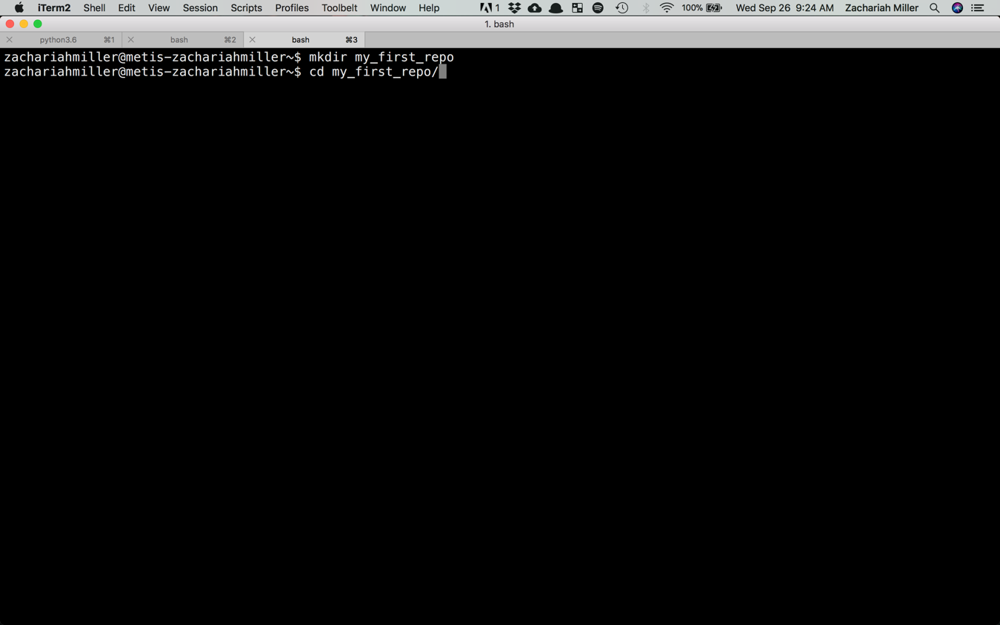 iTerm2 Shell Edit View Session Scripts Profiles Toolbelt Window Help 1 100% Wed Sep 26 9:24 AM Zachariah Miller
1. bash
python3.6 ⌘1 bash ⌘2 bash ⌘3
zachariahmiller@metis-zachariahmiller~$ mkdir my_first_repo
zachariahmiller@metis-zachariahmiller~$ cd my_first_repo/